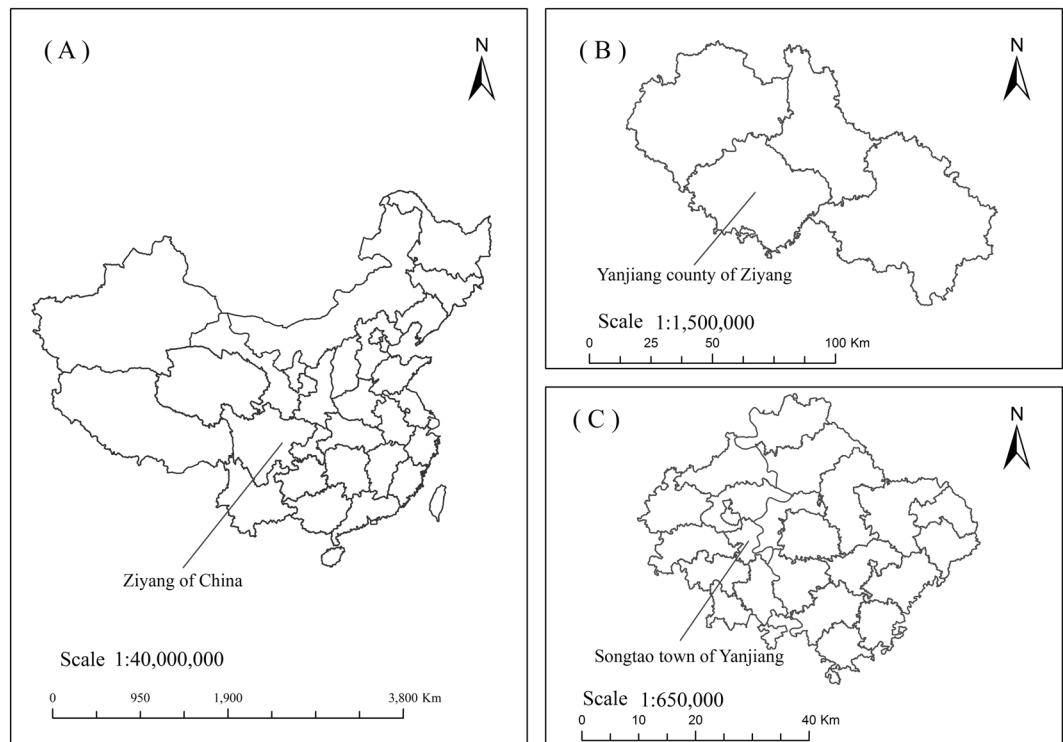 ( A )
N
Ziyang of China
Scale 1:40,000,000
0 950 1,900 3,800 Km
( B )
N
Yanjiang county of Ziyang
Scale 1:1,500,000
0 25 50 100 Km
( C )
N
Songtao town of Yanjiang
Scale 1:650,000
0 10 20 40 Km